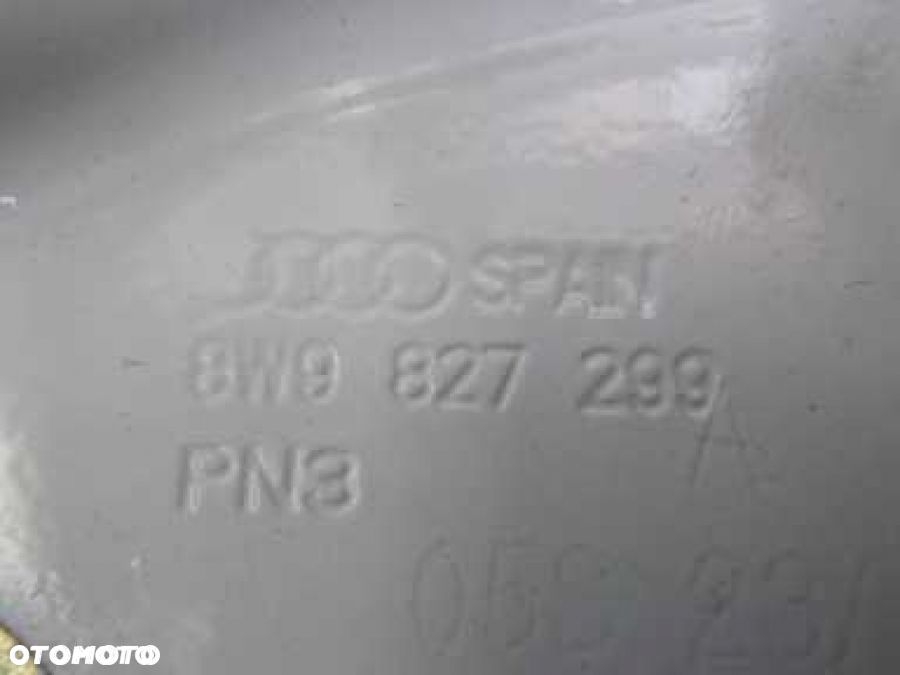 SPAIN
8W9 827 299
A
PN3
OTOMOTO